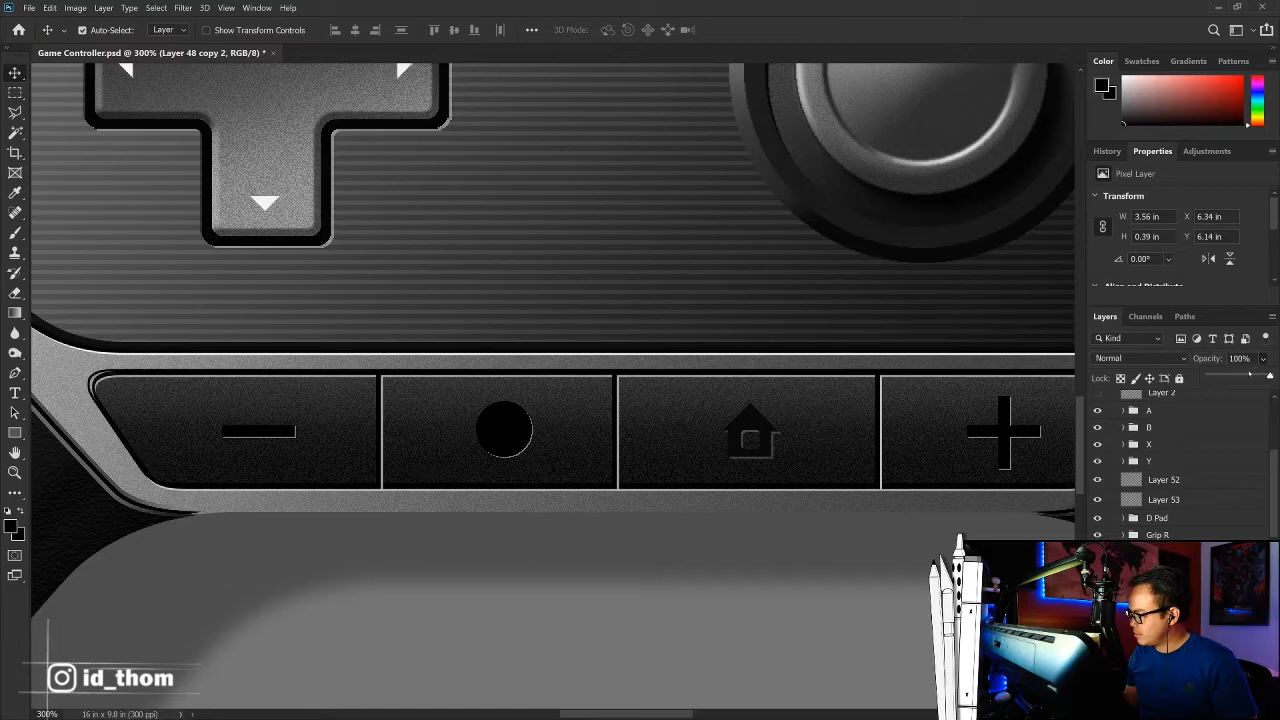 File Edit Image Layer Type Select Filter 3D View Window Help
Auto-Select: Layer Show Transform Controls 3D Mode:
Game Controller.psd @ 300% (Layer 48 copy 2, RGB/8) *
Color Swatches Gradients Patterns
History Properties Adjustments
Pixel Layer
Transform
W 3.56 in X 6.34 in
H 0.39 in Y 6.14 in
0.00°
Align and Distribute
Layers Channels Paths
Kind
Normal Opacity: 100%
Lock:
Layer 2
A
B
X
Y
Layer 52
Layer 53
D Pad
Grip R
id_thom
300% 16 in x 9.8 in (300 ppi)